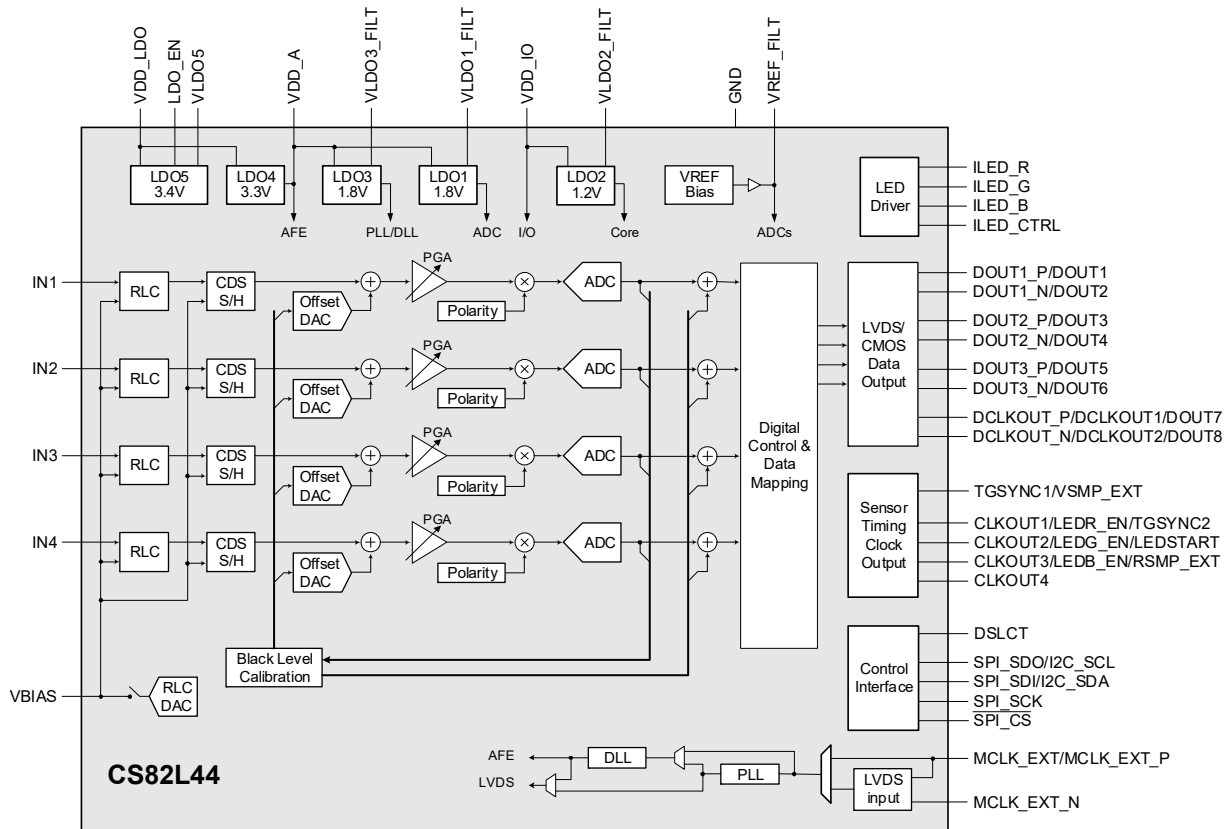 VDD_LDO
LDO_EN
VLDO5
VDD_A
VLDO3_FILT
VLDO1_FILT
VDD_IO
VLDO2_FILT
GND
VREF_FILT
LDO5
3.4V
LDO4
3.3V
LDO3
1.8V
LDO1
1.8V
LDO2
1.2V
VREF
Bias
AFE
PLL/DLL
ADC
I/O
Core
ADCs
LED
Driver
ILED_R
ILED_G
ILED_B
ILED_CTRL
IN1
RLC
CDS
S/H
Offset
DAC
PGA
Polarity
ADC
IN2
RLC
CDS
S/H
Offset
DAC
PGA
Polarity
ADC
IN3
RLC
CDS
S/H
Offset
DAC
PGA
Polarity
ADC
IN4
RLC
CDS
S/H
Offset
DAC
PGA
Polarity
ADC
Digital
Control &
Data
Mapping
LVDS/
CMOS
Data
Output
DOUT1_P/DOUT1
DOUT1_N/DOUT2
DOUT2_P/DOUT3
DOUT2_N/DOUT4
DOUT3_P/DOUT5
DOUT3_N/DOUT6
DCLKOUT_P/DCLKOUT1/DOUT7
DCLKOUT_N/DCLKOUT2/DOUT8
Sensor
Timing
Clock
Output
TGSYNC1/VSMP_EXT
CLKOUT1/LEDR_EN/TGSYNC2
CLKOUT2/LEDG_EN/LEDSTART
CLKOUT3/LEDB_EN/RSMP_EXT
CLKOUT4
Black Level
Calibration
Control
Interface
DSLCT
SPI_SDO/I2C_SCL
SPI_SDI/I2C_SDA
SPI_SCK
SPI_CS
VBIAS
RLC
DAC
CS82L44
AFE
LVDS
DLL
PLL
LVDS
input
MCLK_EXT/MCLK_EXT_P
MCLK_EXT_N